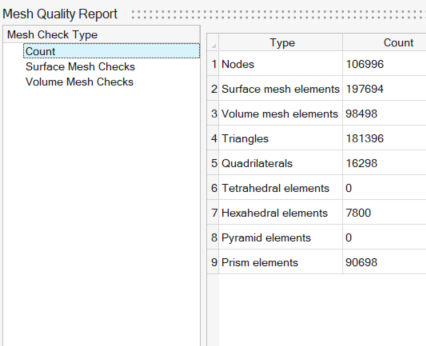 Mesh Quality Report
Mesh Check Type
Count
Surface Mesh Checks
Volume Mesh Checks
Type Count
1 Nodes 106996
2 Surface mesh elements 197694
3 Volume mesh elements 98498
4 Triangles 181396
5 Quadrilaterals 16298
6 Tetrahedral elements 0
7 Hexahedral elements 7800
8 Pyramid elements 0
9 Prism elements 90698